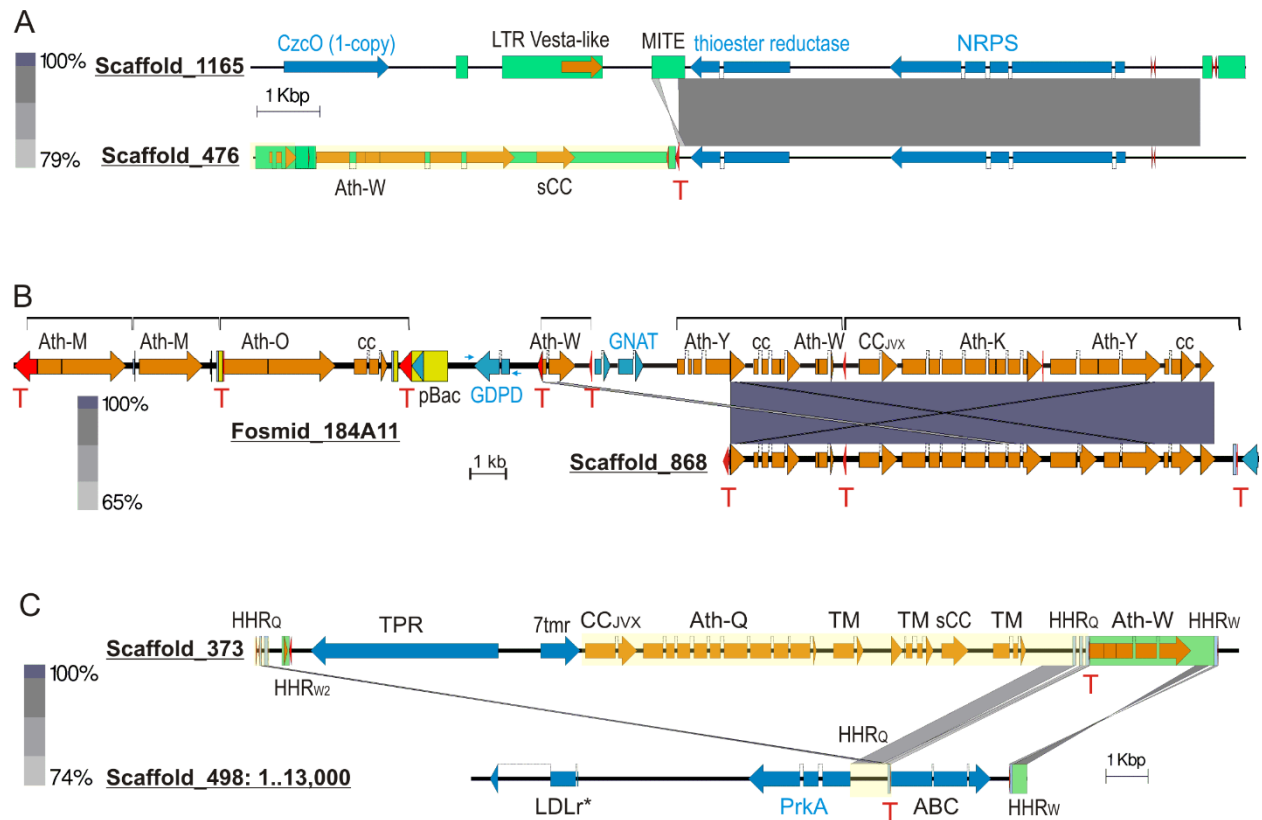 A
100%
79%
CzcO (1-copy)
LTR Vesta-like
MITE
thioester reductase
NRPS
Scaffold_1165
1 Kbp
Scaffold_476
Ath-W
sCC
T
B
Ath-M
Ath-M
Ath-O
cc
Ath-W
GNAT
Ath-Y
cc
Ath-W
CCJVX
Ath-K
Ath-Y
cc
T
T
T
pBac
GDPD
T
T
100%
65%
Fosmid_184A11
1 kb
Scaffold_868
T
T
T
C
100%
74%
HHRQ
TPR
7tmr
CCJVX
Ath-Q
TM
TM
sCC
TM
HHRQ
Ath-W
HHRW
Scaffold_373
HHRW2
T
HHRQ
1 Kbp
Scaffold_498: 1..13,000
LDLr*
PrkA
T
ABC
HHRW